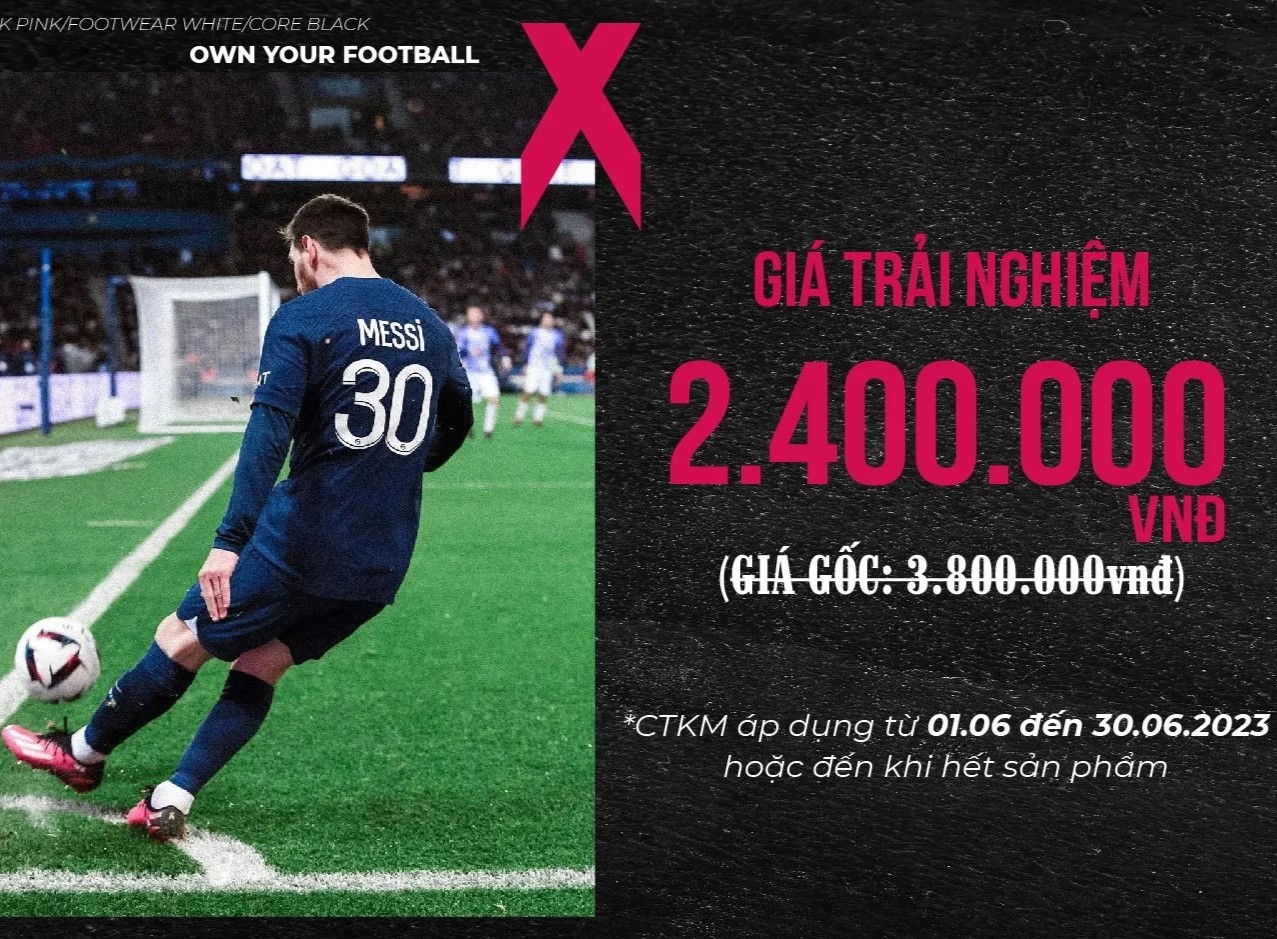 K PINK/FOOTWEAR WHITE/CORE BLACK
OWN YOUR FOOTBALL
X
GIÁ TRẢI NGHIỆM
2.400.000
VNĐ
(GIÁ GỐC: 3.800.000vnđ)
*CTKM áp dụng từ 01.06 đến 30.06.2023
hoặc đến khi hết sản phẩm
MESSi
30